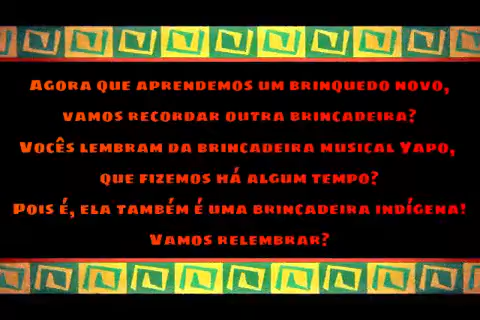 Agora que aprendemos um brinquedo novo,
vamos recordar outra brincadeira?
Vocês lembram da brincadeira musical Yapo,
que fizemos há algum tempo?
Pois é, ela também é uma brincadeira indígena!
Vamos relembrar?